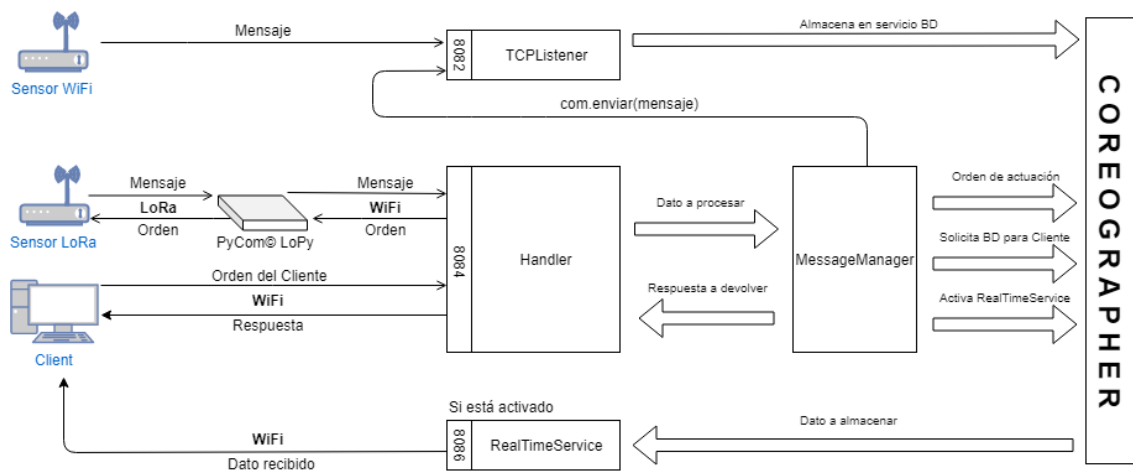 Mensaje
Almacena en servicio BD
8082
TCPListener
Sensor WiFi
com.enviar(mensaje)
COREOGRAPHER
Mensaje
Mensaje
LoRa
WiFi
Orden
Orden
Sensor LoRa
PyCom© LoPy
8084
Handler
Dato a procesar
MessageManager
Orden de actuación
Solicita BD para Cliente
Orden del Cliente
WiFi
Respuesta
Respuesta a devolver
Activa RealTimeService
Client
Si está activado
8086
RealTimeService
Dato a almacenar
WiFi
Dato recibido